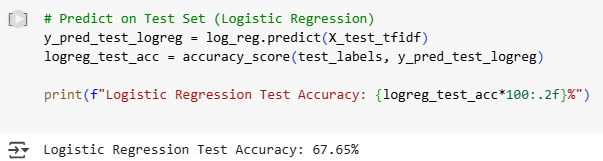 [ ] # Predict on Test Set (Logistic Regression)
y_pred_test_logreg = log_reg.predict(X_test_tfidf)
logreg_test_acc = accuracy_score(test_labels, y_pred_test_logreg)
print(f"Logistic Regression Test Accuracy: {logreg_test_acc*100:.2f}%")
Logistic Regression Test Accuracy: 67.65%